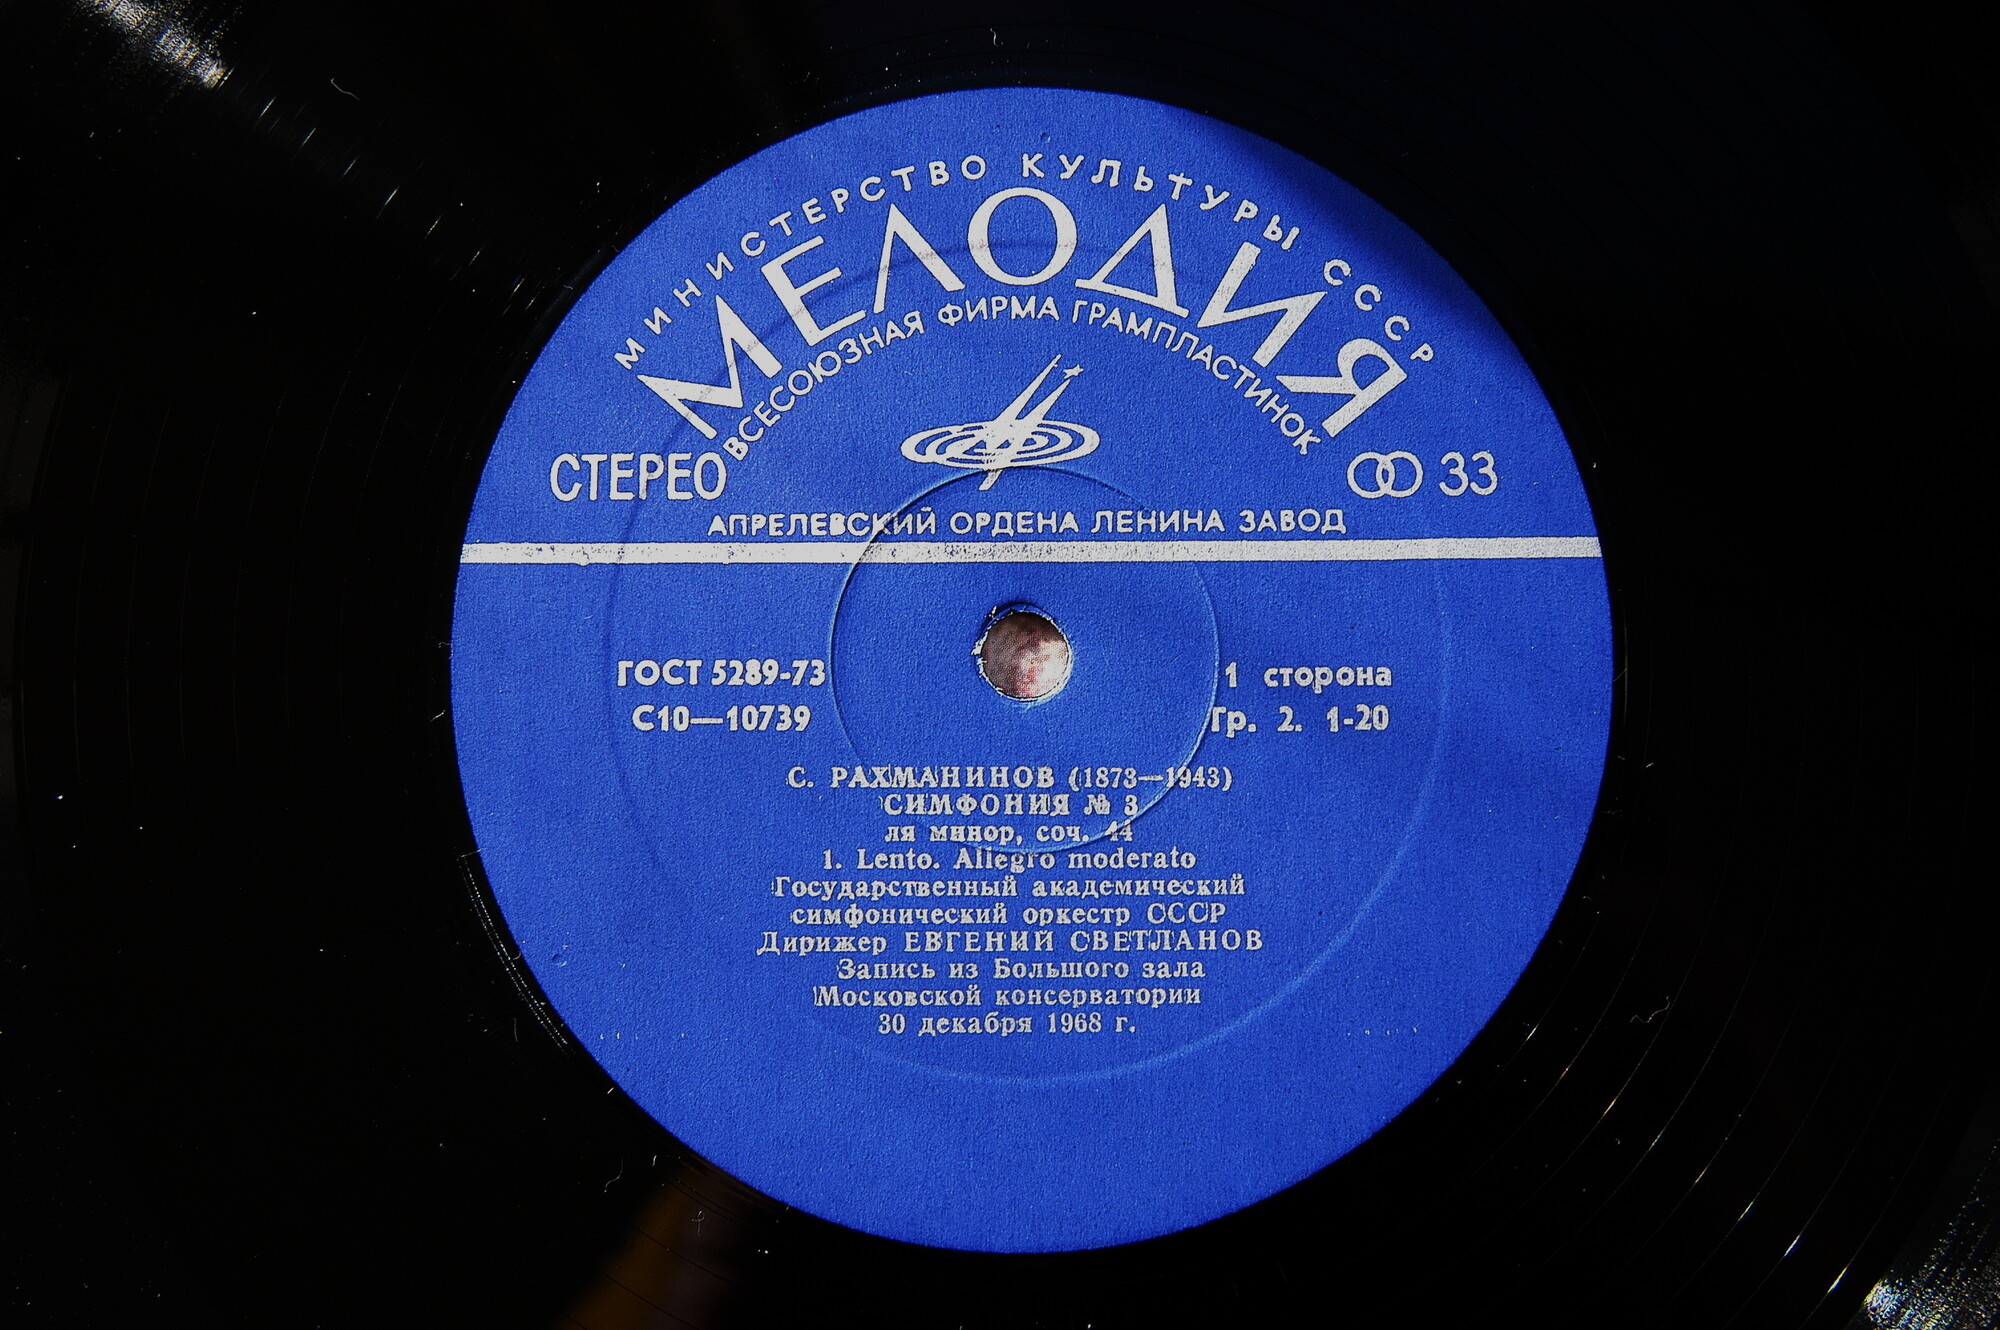 МИНИСТЕРСТВО КУЛЬТУРЫ СССР
МЕЛОДИЯ
ВСЕСОЮЗНАЯ ФИРМА ГРАМПЛАСТИНОК
СТЕРЕО
33
АПРЕЛЕВСКИЙ ОРДЕНА ЛЕНИНА ЗАВОД
ГОСТ 5289-73
С10—10739
1 сторона
Гр. 2. 1-20
С. РАХМАНИНОВ (1873—1943)
СИМФОНИЯ № 3
ля минор, соч. 44
1. Lento. Allegro moderato
Государственный академический
симфонический оркестр СССР
Дирижер ЕВГЕНИЙ СВЕТЛАНОВ
Запись из Большого зала
Московской консерватории
30 декабря 1968 г.